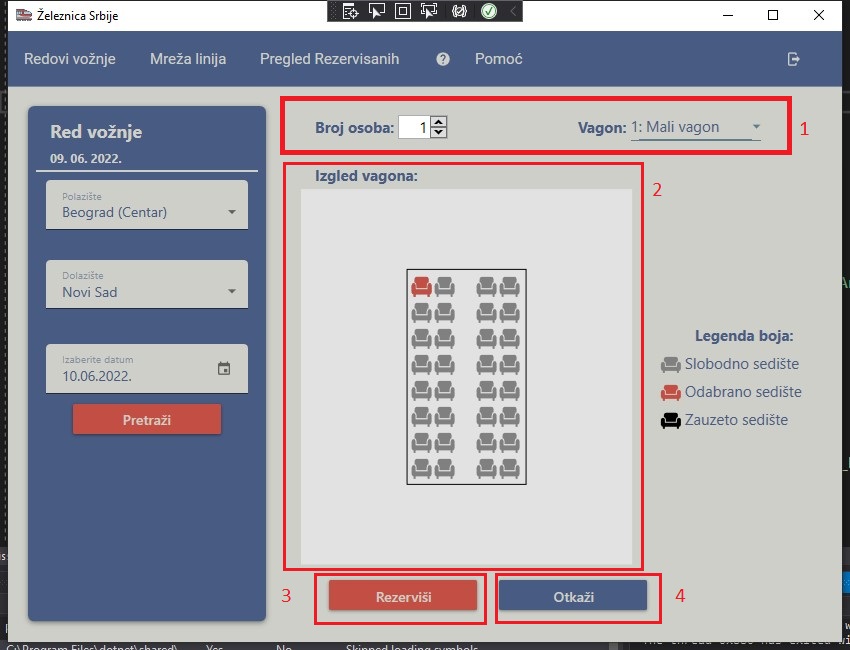 Železnica Srbije
Redovi vožnje
Mreža linija
Pregled Rezervisanih
Pomoć
Red vožnje
09. 06. 2022.
Polazište
Beograd (Centar)
Dolazište
Novi Sad
Izaberite datum
10.06.2022.
Pretraži
Broj osoba: 1
Vagon: 1: Mali vagon
1
Izgled vagona:
2
Legenda boja:
Slobodno sedište
Odabrano sedište
Zauzeto sedište
3
Rezerviši
Otkaži
4